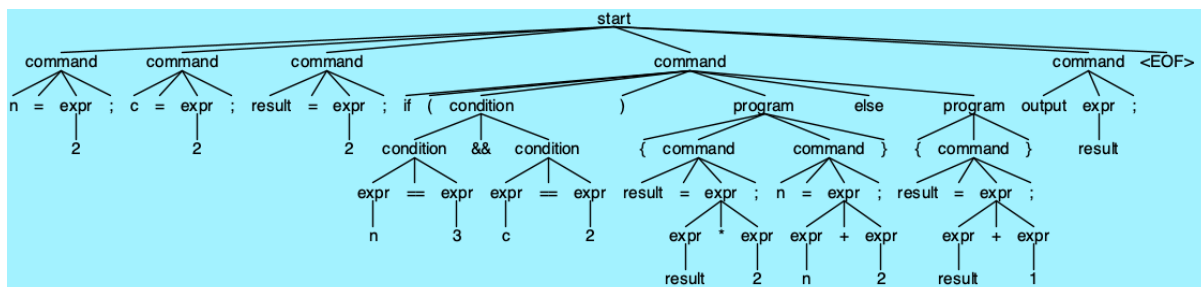 start
command command command command command <EOF>
n = expr ; c = expr ; result = expr ; if ( condition ) program else program output expr ;
2 2 2 condition && condition { command command } { command } result
expr == expr expr == expr result = expr ; n = expr ; result = expr ;
n 3 c 2 expr * expr expr + expr expr + expr
result 2 n 2 result 1